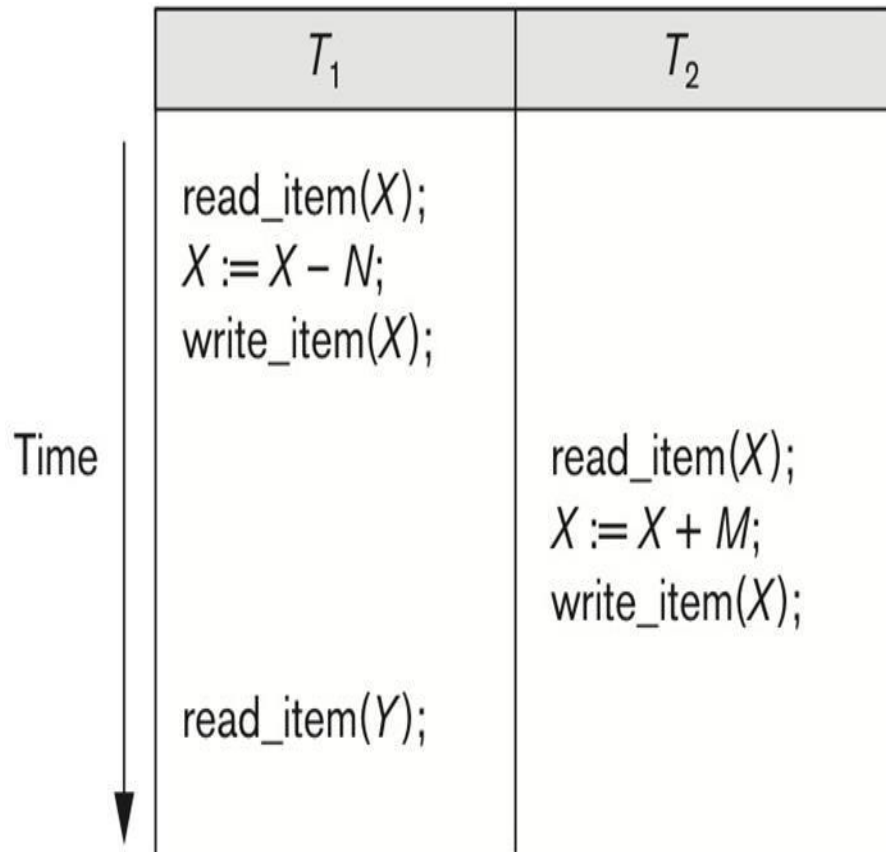 T₁ T₂
read_item(X);
X := X – N;
write_item(X);
Time
read_item(X);
X := X + M;
write_item(X);
read_item(Y);